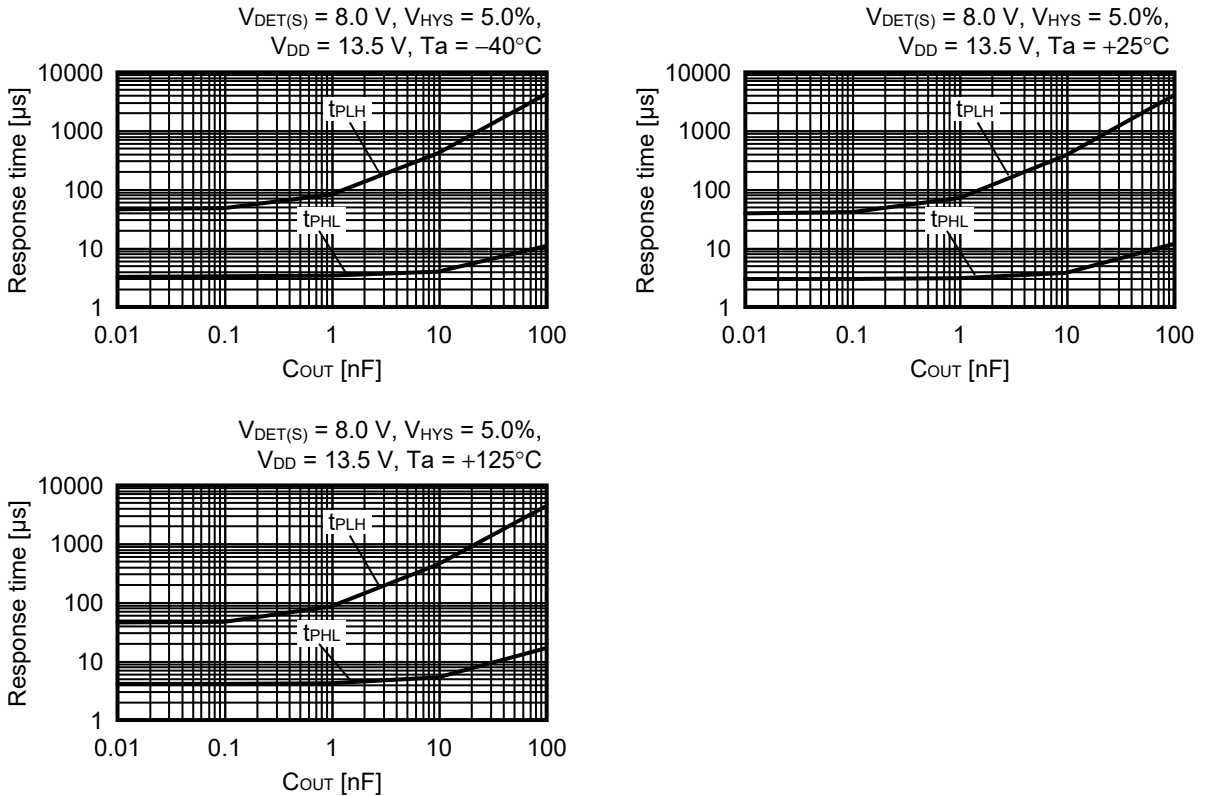 VDET(S) = 8.0 V, VHYS = 5.0%,
VDD = 13.5 V, Ta = −40°C
Response time [µs]
10000
1000
100
10
1
tPLH
tPHL
0.01 0.1 1 10 100
COUT [nF]
VDET(S) = 8.0 V, VHYS = 5.0%,
VDD = 13.5 V, Ta = +25°C
Response time [µs]
10000
1000
100
10
1
tPLH
tPHL
0.01 0.1 1 10 100
COUT [nF]
VDET(S) = 8.0 V, VHYS = 5.0%,
VDD = 13.5 V, Ta = +125°C
Response time [µs]
10000
1000
100
10
1
tPLH
tPHL
0.01 0.1 1 10 100
COUT [nF]